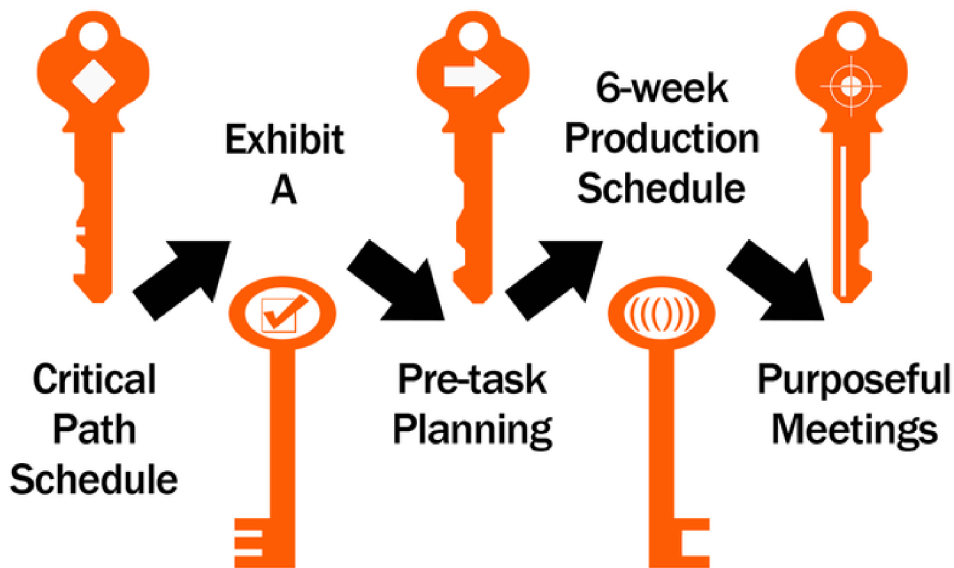 Critical
Path
Schedule
Exhibit
A
Pre-task
Planning
6-week
Production
Schedule
Purposeful
Meetings